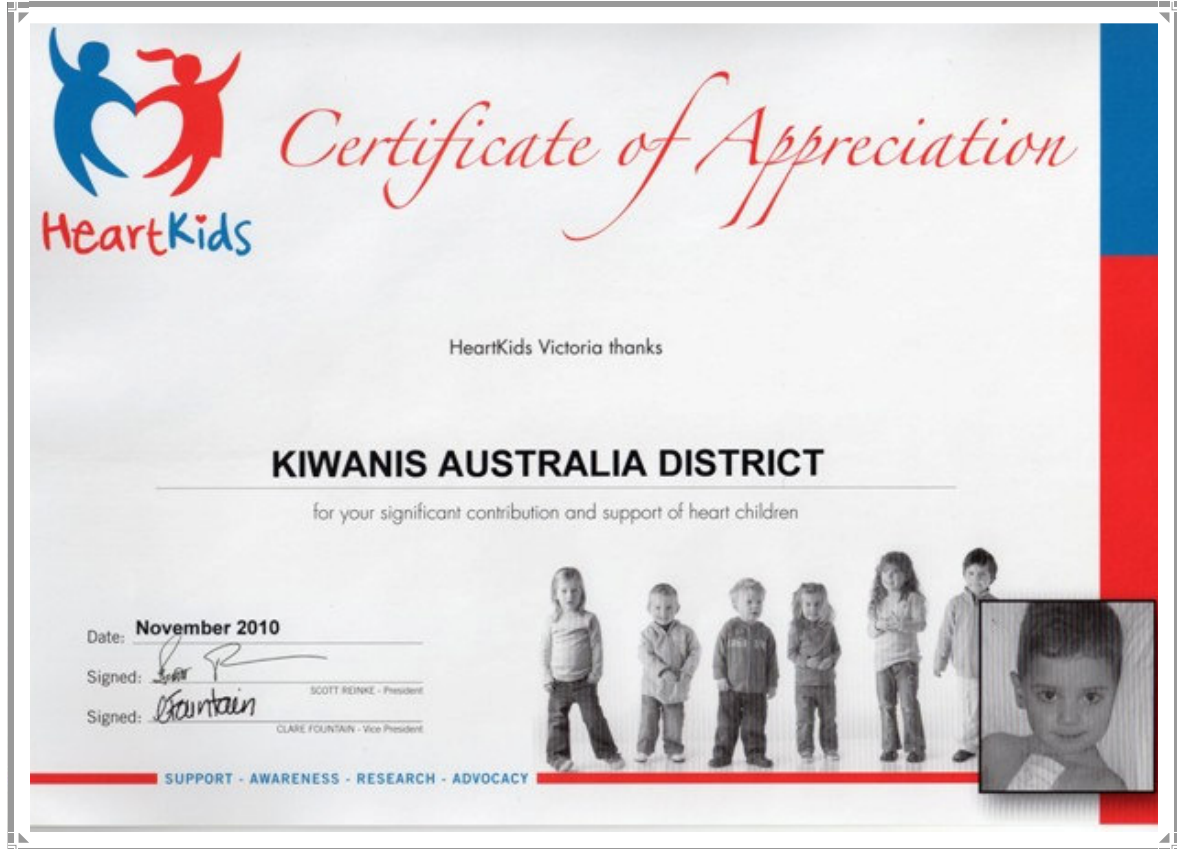 Certificate of Appreciation
HeartKids
HeartKids Victoria thanks
KIWANIS AUSTRALIA DISTRICT
for your significant contribution and support of heart children
Date: November 2010
Signed:
SCOTT REINKE - President
Signed: CFountain
CLARE FOUNTAIN - Vice President
SUPPORT - AWARENESS - RESEARCH - ADVOCACY